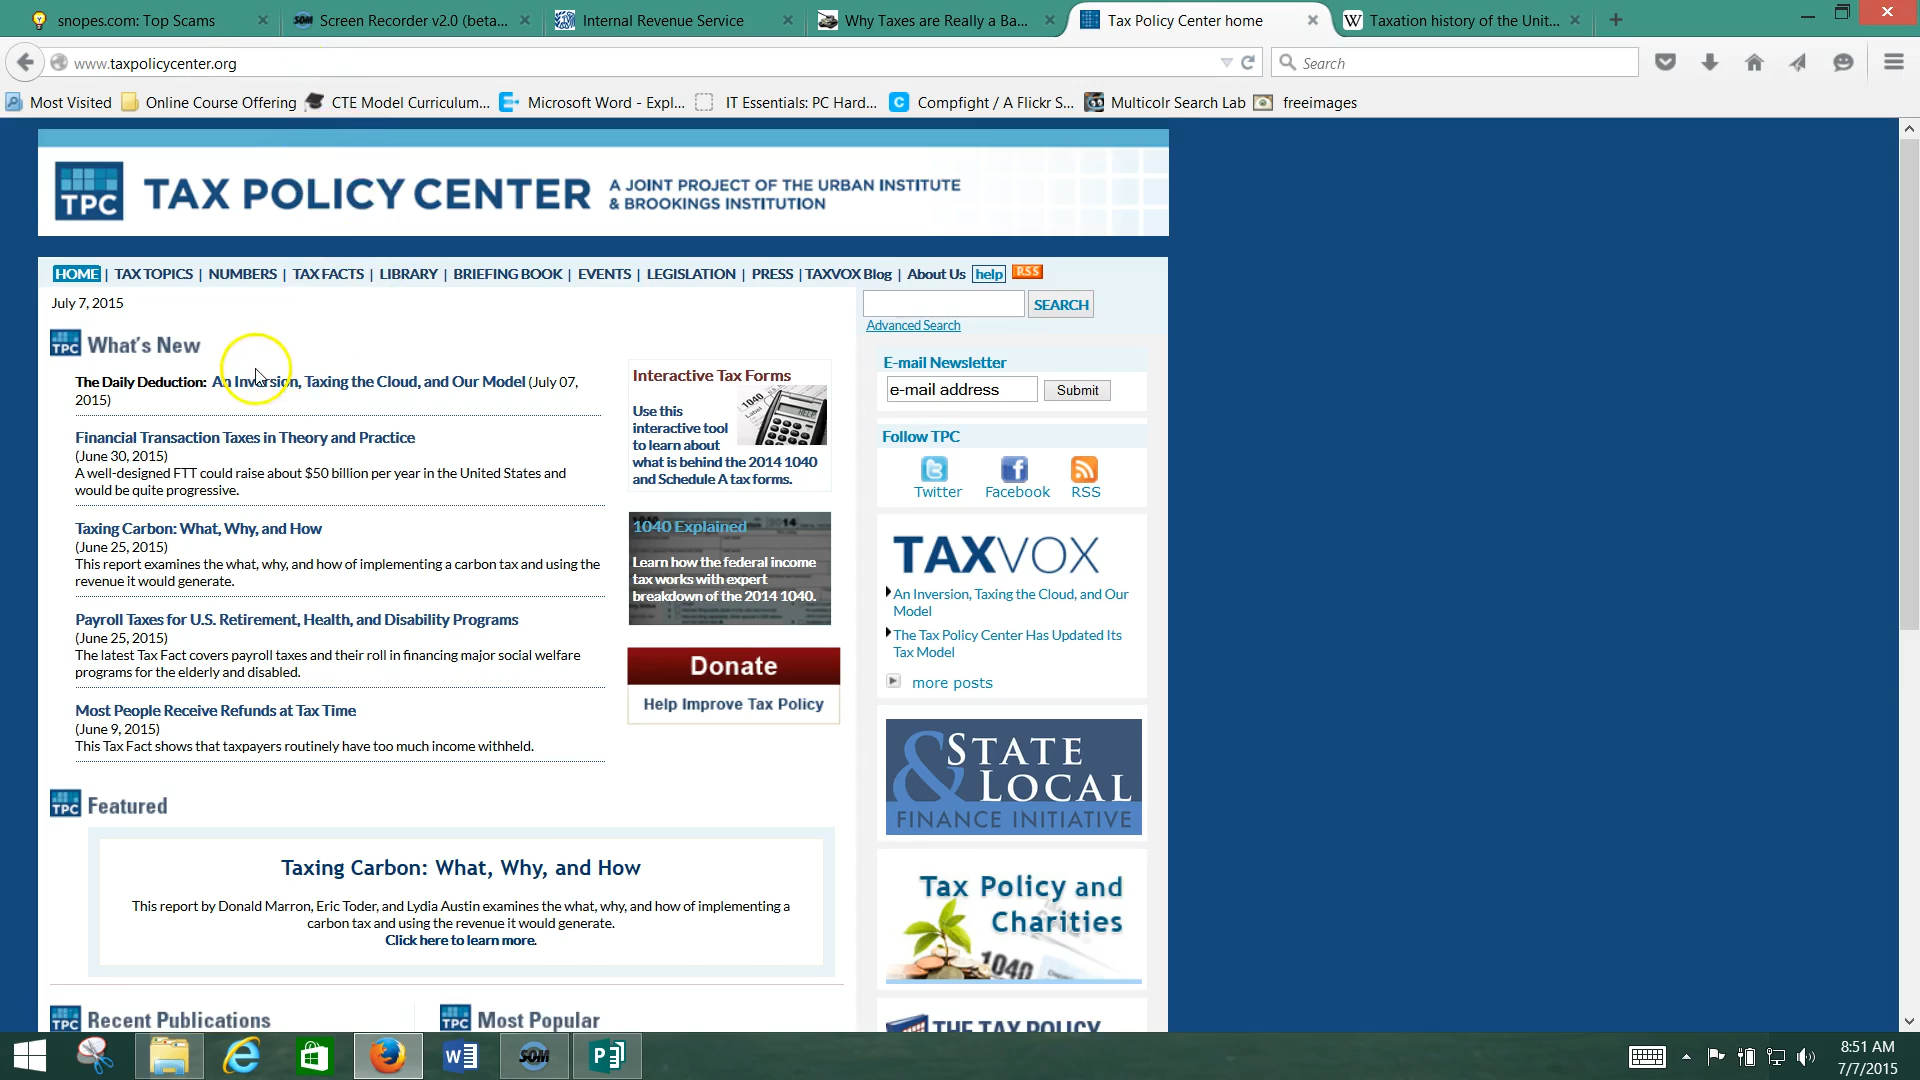 snopes.com: Top Scams
Screen Recorder v2.0 (beta...
Internal Revenue Service
Why Taxes are Really a Ba...
Tax Policy Center home
W Taxation history of the Unit...
www.taxpolicycenter.org
Search
Most Visited
Online Course Offering
CTE Model Curriculum...
Microsoft Word - Expl...
IT Essentials: PC Hard...
Compfight / A Flickr S...
Multicolr Search Lab
freeimages
TPC
TAX POLICY CENTER
A JOINT PROJECT OF THE URBAN INSTITUTE
& BROOKINGS INSTITUTION
HOME | TAX TOPICS | NUMBERS | TAX FACTS | LIBRARY | BRIEFING BOOK | EVENTS | LEGISLATION | PRESS | TAXVOX Blog | About Us help RSS
July 7, 2015
SEARCH
Advanced Search
TPC What's New
The Daily Deduction: An Inversion, Taxing the Cloud, and Our Model (July 07,
2015)
Financial Transaction Taxes in Theory and Practice
(June 30, 2015)
A well-designed FTT could raise about $50 billion per year in the United States and
would be quite progressive.
Taxing Carbon: What, Why, and How
(June 25, 2015)
This report examines the what, why, and how of implementing a carbon tax and using the
revenue it would generate.
Payroll Taxes for U.S. Retirement, Health, and Disability Programs
(June 25, 2015)
The latest Tax Fact covers payroll taxes and their roll in financing major social welfare
programs for the elderly and disabled.
Most People Receive Refunds at Tax Time
(June 9, 2015)
This Tax Fact shows that taxpayers routinely have too much income withheld.
Interactive Tax Forms
Use this
interactive tool
to learn about
what is behind the 2014 1040
and Schedule A tax forms.
1040
Label
HELP
1040 Explained
Learn how the federal income
tax works with expert
breakdown of the 2014 1040.
Donate
Help Improve Tax Policy
E-mail Newsletter
e-mail address
Submit
Follow TPC
Twitter
Facebook
RSS
TAXVOX
An Inversion, Taxing the Cloud, and Our
Model
The Tax Policy Center Has Updated Its
Tax Model
more posts
& STATE
LOCAL
FINANCE INITIATIVE
Tax Policy and
Charities
1040
THE TAX POLICY
TPC Featured
Taxing Carbon: What, Why, and How
This report by Donald Marron, Eric Toder, and Lydia Austin examines the what, why, and how of implementing a
carbon tax and using the revenue it would generate.
Click here to learn more.
TPC Recent Publications
TPC Most Popular
SOM
8:51 AM
7/7/2015